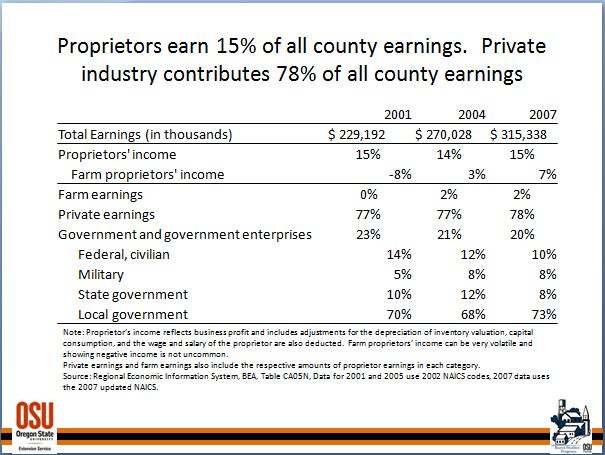 Proprietors earn 15% of all county earnings. Private
industry contributes 78% of all county earnings
2001 2004 2007
Total Earnings (in thousands) $ 229,192 $ 270,028 $ 315,338
Proprietors' income 15% 14% 15%
Farm proprietors' income -8% 3% 7%
Farm earnings 0% 2% 2%
Private earnings 77% 77% 78%
Government and government enterprises 23% 21% 20%
Federal, civilian 14% 12% 10%
Military 5% 8% 8%
State government 10% 12% 8%
Local government 70% 68% 73%
Note: Proprietor's income reflects business profit and includes adjustments for the depreciation of inventory valuation, capital
consumption, and the wage and salary of the proprietor are also deducted. Farm proprietors' income can be very volatile and
showing negative income is not uncommon.
Private earnings and farm earnings also include the respective amounts of proprietor earnings in each category.
Source: Regional Economic Information System, BEA, Table CA05N, Data for 2001 and 2005 use 2002 NAICS codes, 2007 data uses
the 2007 updated NAICS.
OSU
Oregon State
UNIVERSITY
Extension Service
Rural Studies
Program
OSU